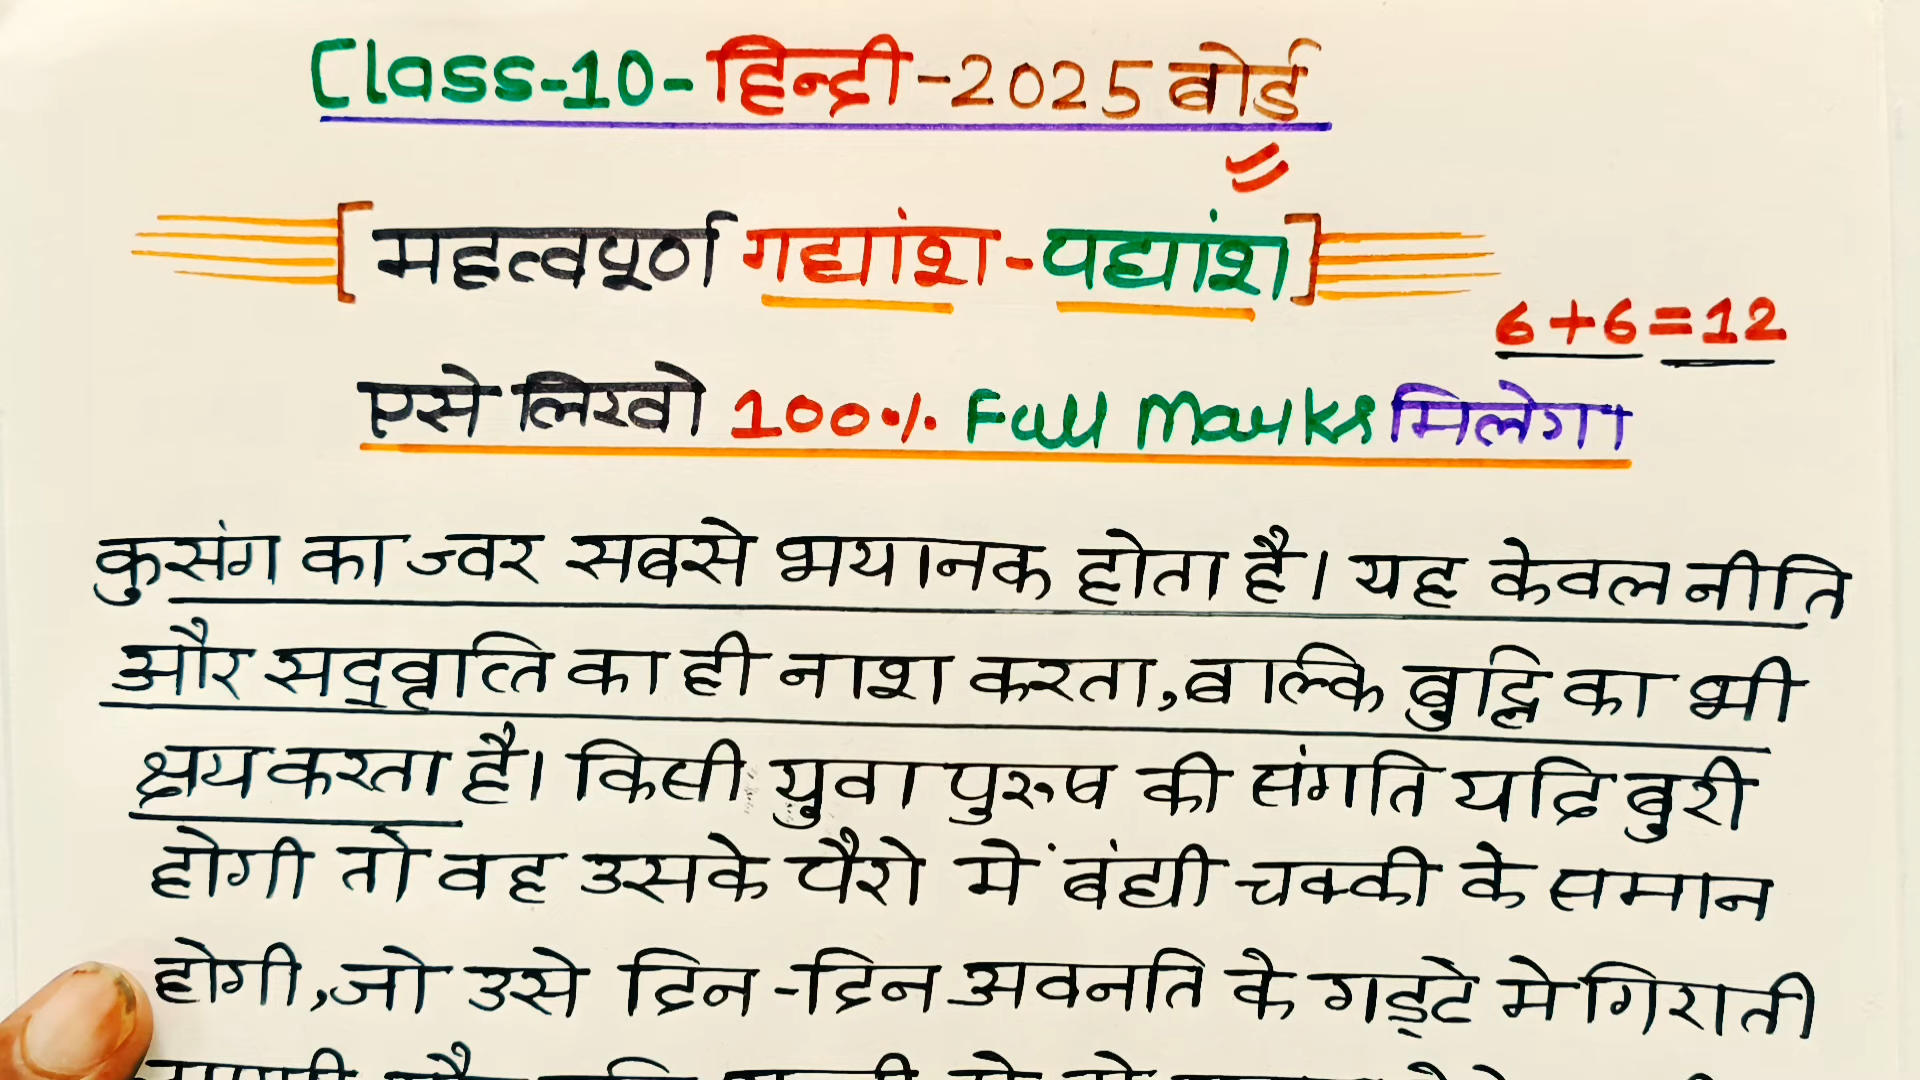 Class-10-हिन्दी-2025 बोर्ड
[महत्वपूर्ण गद्यांश-पद्यांश]
6+6=12
एसे लिखो 100% Full Marks मिलेगा
कुसंग का ज्वर सबसे भयानक होता है। यह केवल नीति
और सद्वृत्ति का ही नाश करता, बल्कि बुद्धि का भी
क्षय करता है। किसी युवा पुरुष की संगति यदि बुरी
होगी तो वह उसके पैरो में बंधी चक्की के समान
होगी, जो उसे दिन-दिन अवनति के गड्टे मे गिराती